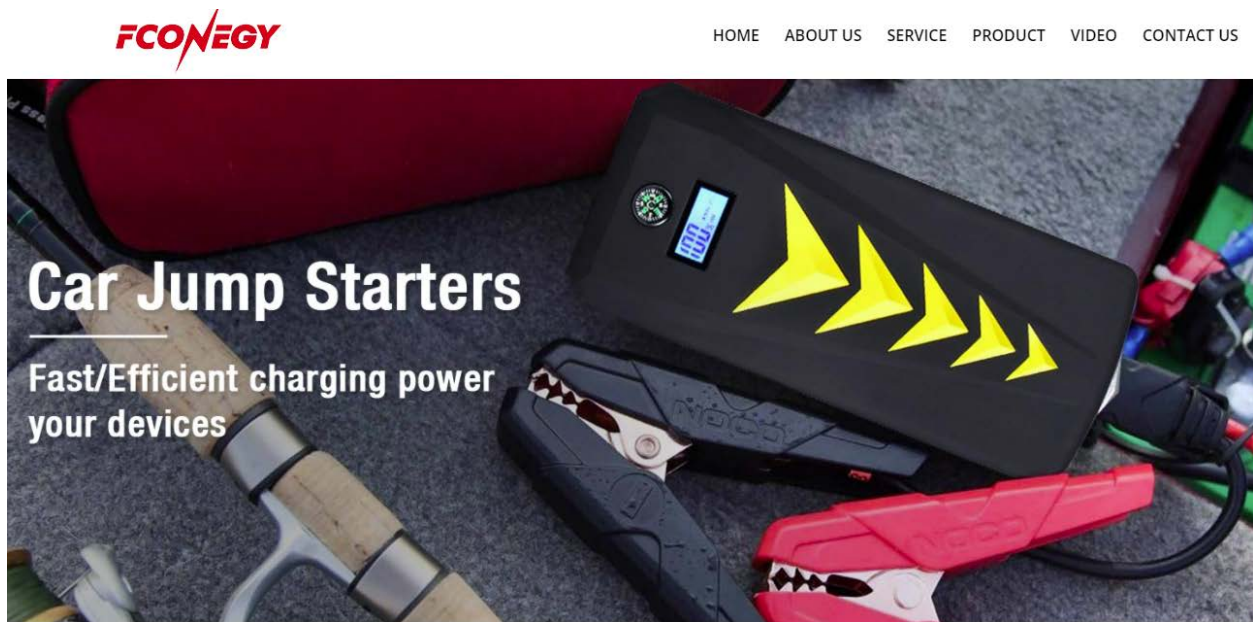 FCONEGY
HOME ABOUT US SERVICE PRODUCT VIDEO CONTACT US
100
Car Jump Starters
Fast/Efficient charging power
your devices
NOCO
NOCO